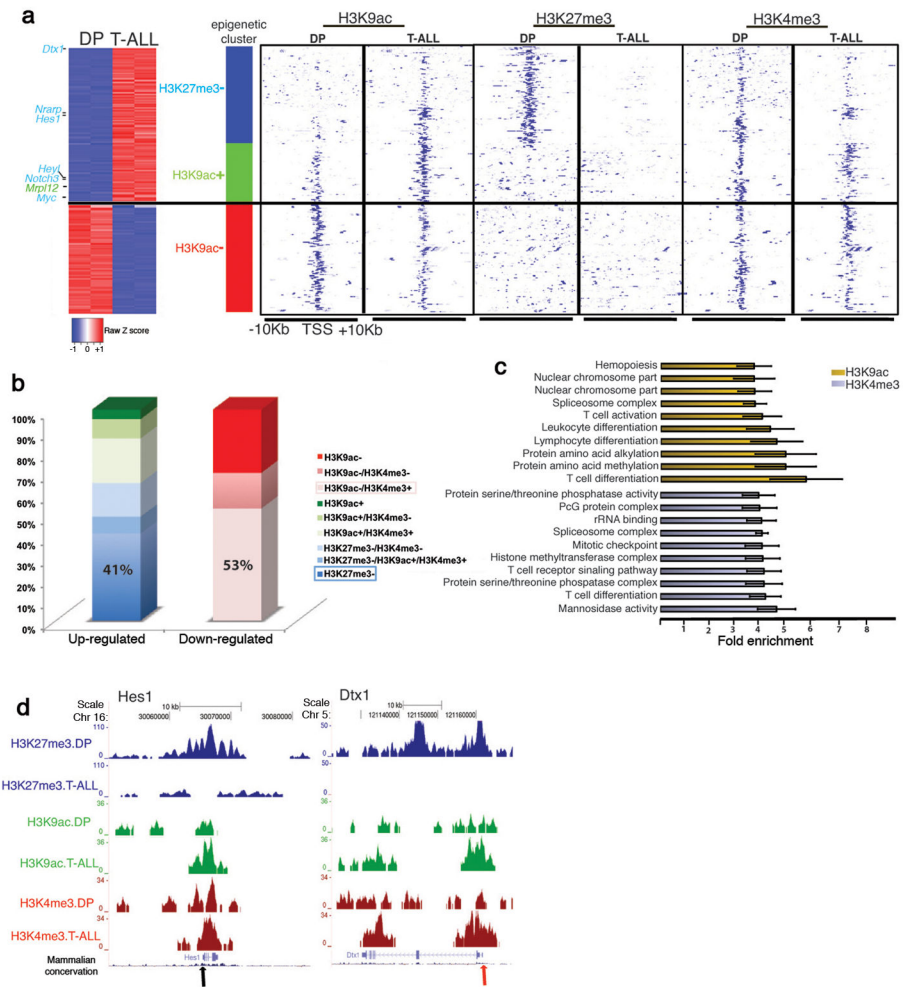 a
DP T-ALL
epigenetic cluster
H3K9ac
H3K27me3
H3K4me3
DP T-ALL DP T-ALL DP T-ALL
Dtx1
H3K27me3-
Nrarp
Hes1
Heyl
Notch3
Mrpl12
Myc
H3K9ac+
H3K9ac-
Raw Z score
-1 0 +1
-10Kb TSS +10Kb
b
100%
90%
80%
70%
60%
50%
40%
30%
20%
10%
0%
41%
53%
Up-regulated Down-regulated
H3K9ac-
H3K9ac-/H3K4me3-
H3K9ac-/H3K4me3+
H3K9ac+
H3K9ac+/H3K4me3-
H3K9ac+/H3K4me3+
H3K27me3-/H3K4me3-
H3K27me3-/H3K9ac+/H3K4me3+
H3K27me3-
c
H3K9ac
H3K4me3
Hemopoiesis
Nuclear chromosome part
Nuclear chromosome part
Spliceosome complex
T cell activation
Leukocyte differentiation
Lymphocyte differentiation
Protein amino acid alkylation
Protein amino acid methylation
T cell differentiation
Protein serine/threonine phosphatase activity
PcG protein complex
rRNA binding
Spliceosome complex
Mitotic checkpoint
Histone methyltransferase complex
T cell receptor sinaling pathway
Protein serine/threonine phospatase complex
T cell differentiation
Mannosidase activity
1 2 3 4 5 6 7 8
Fold enrichment
d
Hes1
Scale
10 kb
Chr 16:
30060000 30070000 30080000
Dtx1
Scale
10 kb
Chr 5:
121140000 121150000 121160000
H3K27me3.DP
110
0
50
0
H3K27me3.T-ALL
110
0
50
0
H3K9ac.DP
36
0
36
0
H3K9ac.T-ALL
36
0
36
0
H3K4me3.DP
34
0
34
0
H3K4me3.T-ALL
34
0
34
0
Mammalian concervation
Hes1
Dtx1